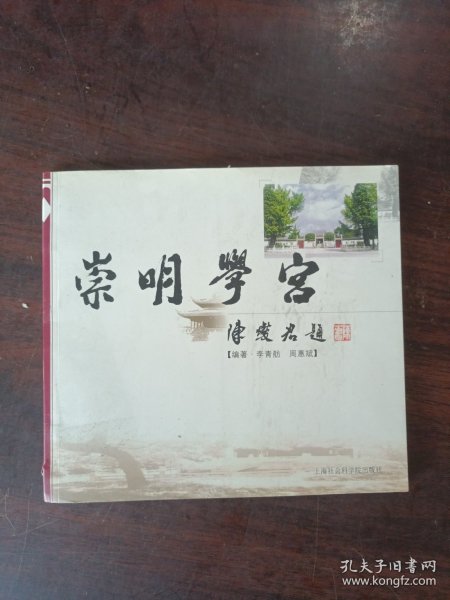 崇明學宮
陳燮君題
【编著·李青舫 周惠斌】
上海社会科学院出版社
孔夫子旧书网
www.kongfz.com